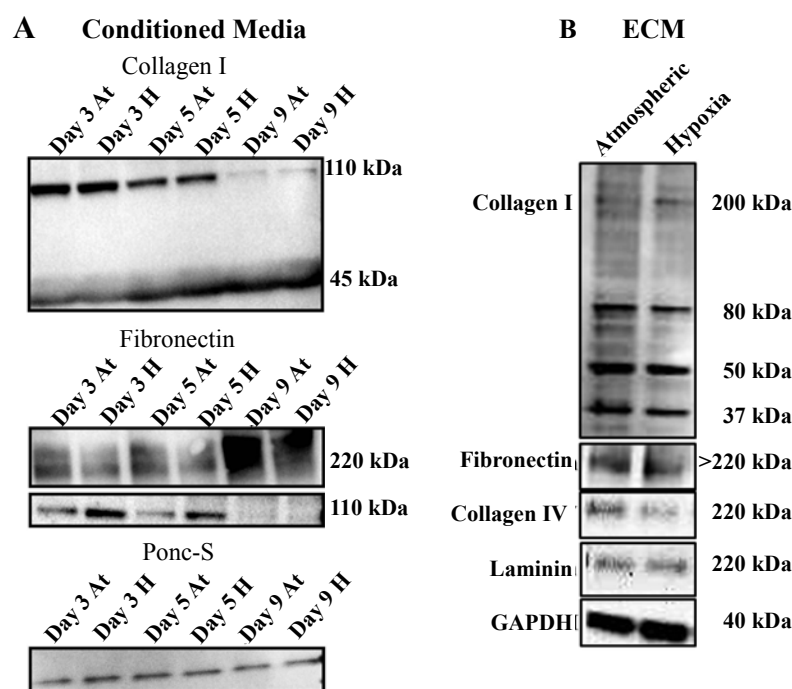 A Conditioned Media
Collagen I
Day 3 At Day 3 H Day 5 At Day 5 H Day 9 At Day 9 H
110 kDa
45 kDa
Fibronectin
Day 3 At Day 3 H Day 5 At Day 5 H Day 9 At Day 9 H
220 kDa
110 kDa
Ponc-S
Day 3 At Day 3 H Day 5 At Day 5 H Day 9 At Day 9 H
B ECM
Atmospheric Hypoxia
Collagen I 200 kDa
80 kDa
50 kDa
37 kDa
Fibronectin >220 kDa
Collagen IV 220 kDa
Laminin 220 kDa
GAPDH 40 kDa